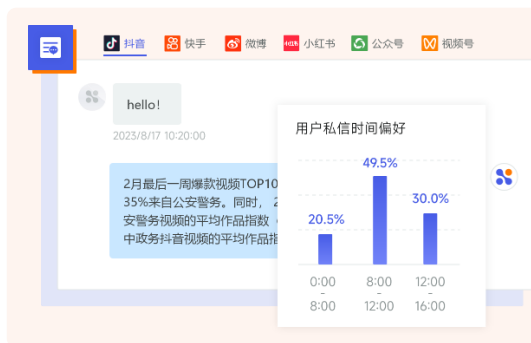 抖音 快手 微博 小红书 公众号 视频号
hello!
2023/8/17 10:20:00
2月最后一周爆款视频TOP10
35%来自公安警务。同时， 2
安警务视频的平均作品指数
中政务抖音视频的平均作品指
用户私信时间偏好
49.5%
30.0%
20.5%
0:00 8:00 12:00
- - -
8:00 12:00 16:00